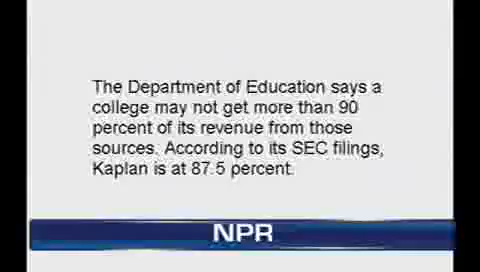 The Department of Education says a
college may not get more than 90
percent of its revenue from those
sources. According to its SEC filings,
Kaplan is at 87.5 percent.
NPR